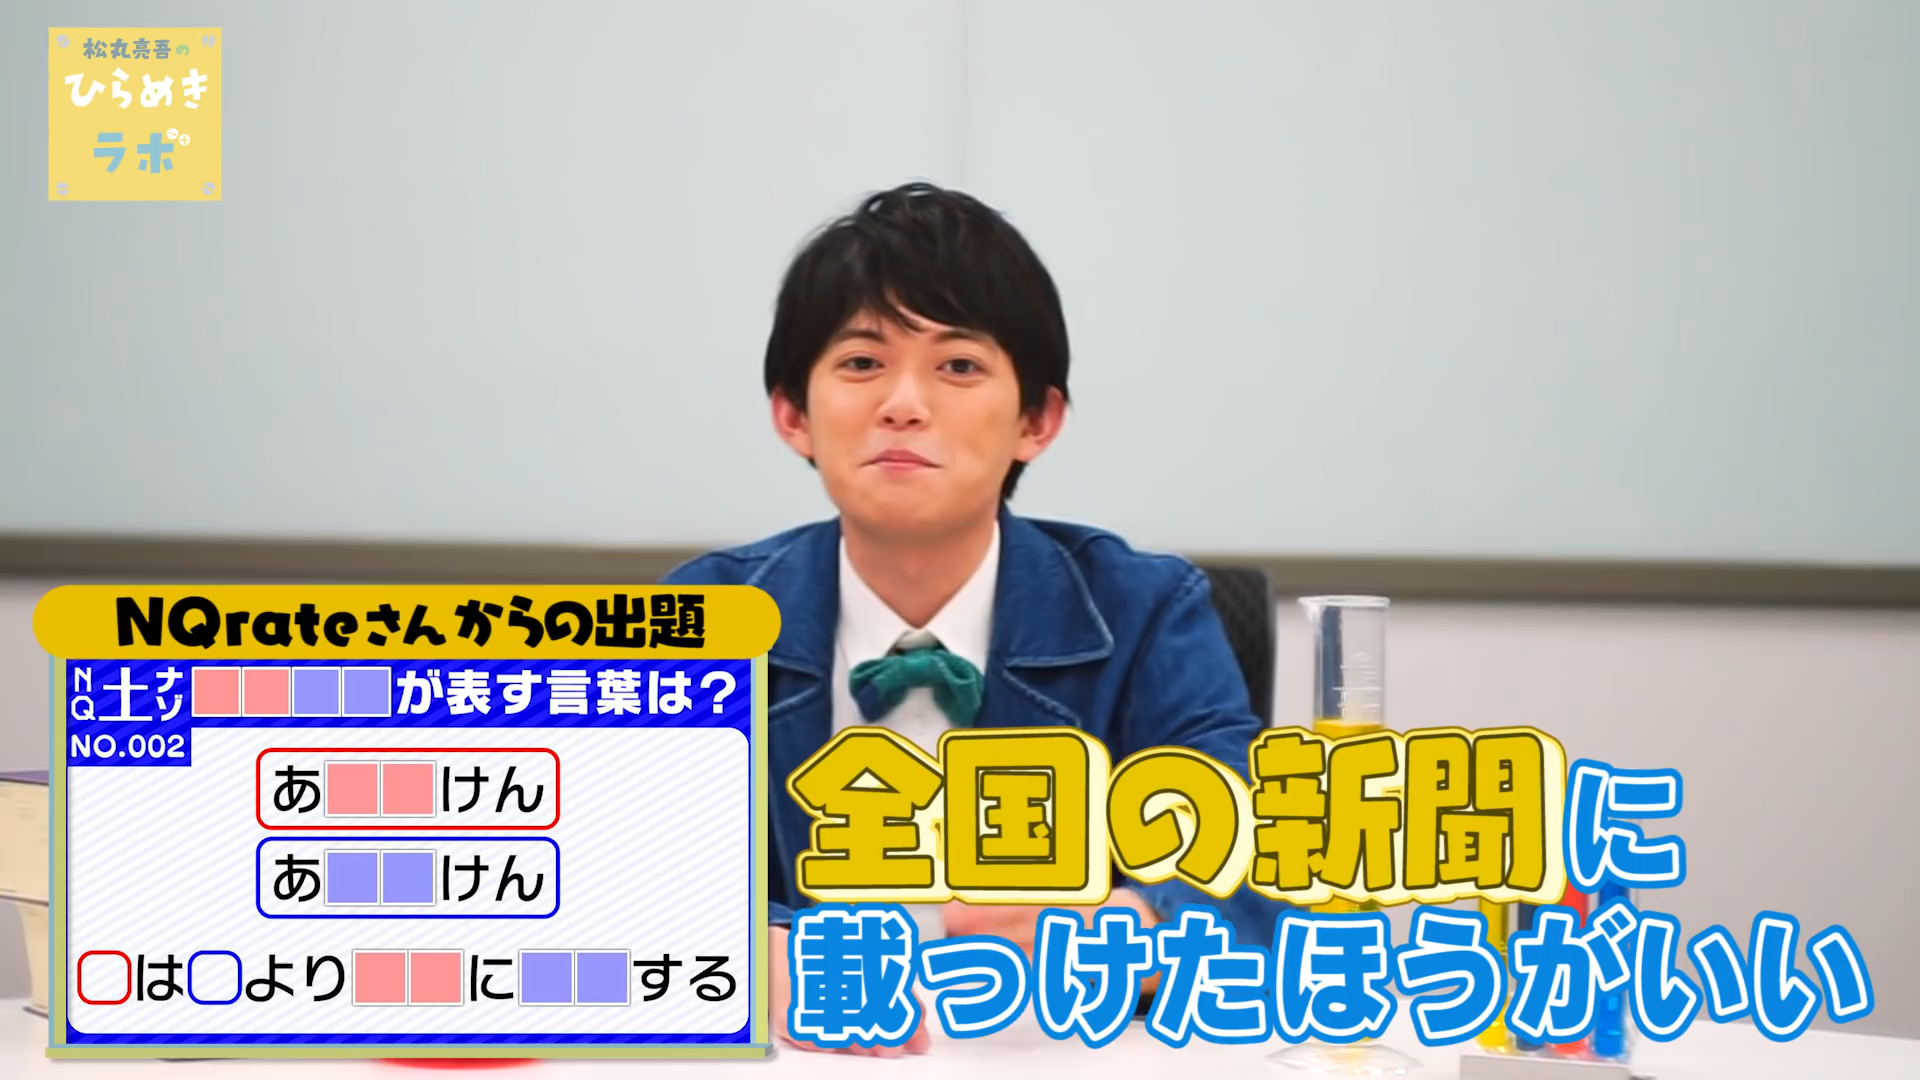 松丸亮吾の
ひらめき
ラボ
NQrateさんからの出題
NQ土ナゾ
が表す言葉は?
NO.002
あ
けん
あ
けん
は
より
に
する
全国の新聞に
載っけたほうがいい